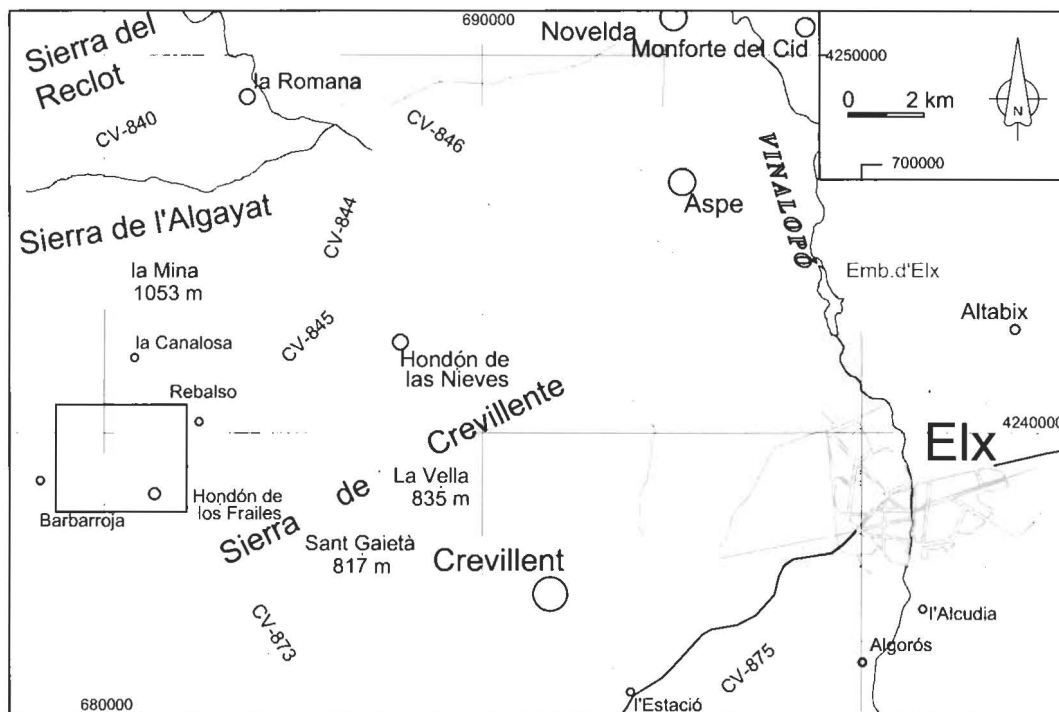 690000
Sierra del
Reclot
la Romana
CV-840
CV-846
Novelda
Monforte del Cid
4250000
0 2 km
N
700000
VINALOPÓ
Aspe
Sierra de l'Algayat
CV-844
la Mina
1053 m
Emb.d'Elx
Altabix
CV-845
la Canalosa
Hondón de
las Nieves
Rebalso
Sierra de Crevillente
4240000
Elx
La Vella
835 m
Hondón de
los Frailes
Barbarroja
Sant Gaietà
817 m
Crevillent
CV-873
l'Alcudia
Algorós
CV-875
l'Estació
680000